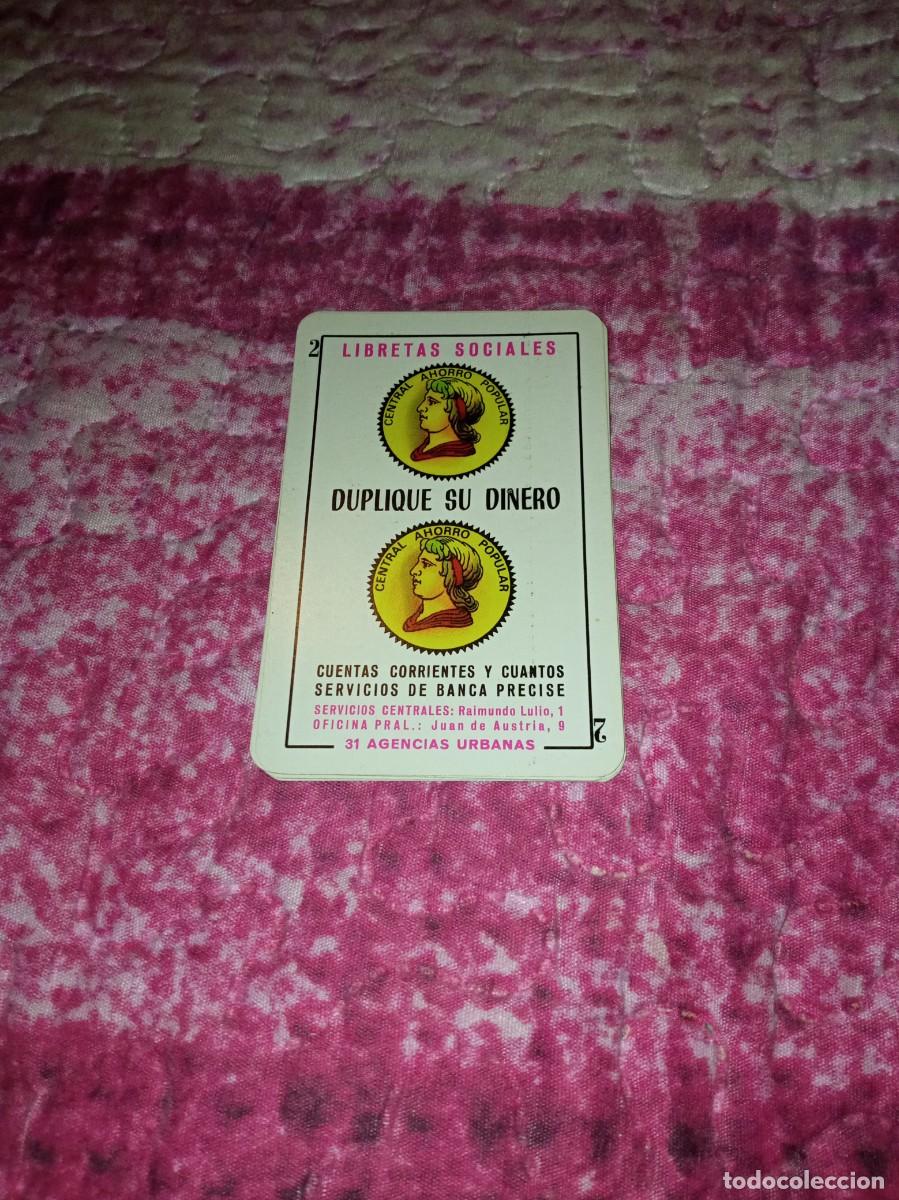 2
LIBRETAS SOCIALES
CENTRAL AHORRO POPULAR
DUPLIQUE SU DINERO
CENTRAL AHORRO POPULAR
CUENTAS CORRIENTES Y CUANTOS
SERVICIOS DE BANCA PRECISE
SERVICIOS CENTRALES: Raimundo Lulio, 1
OFICINA PRAL.: Juan de Austria, 9
31 AGENCIAS URBANAS
2
todocoleccion